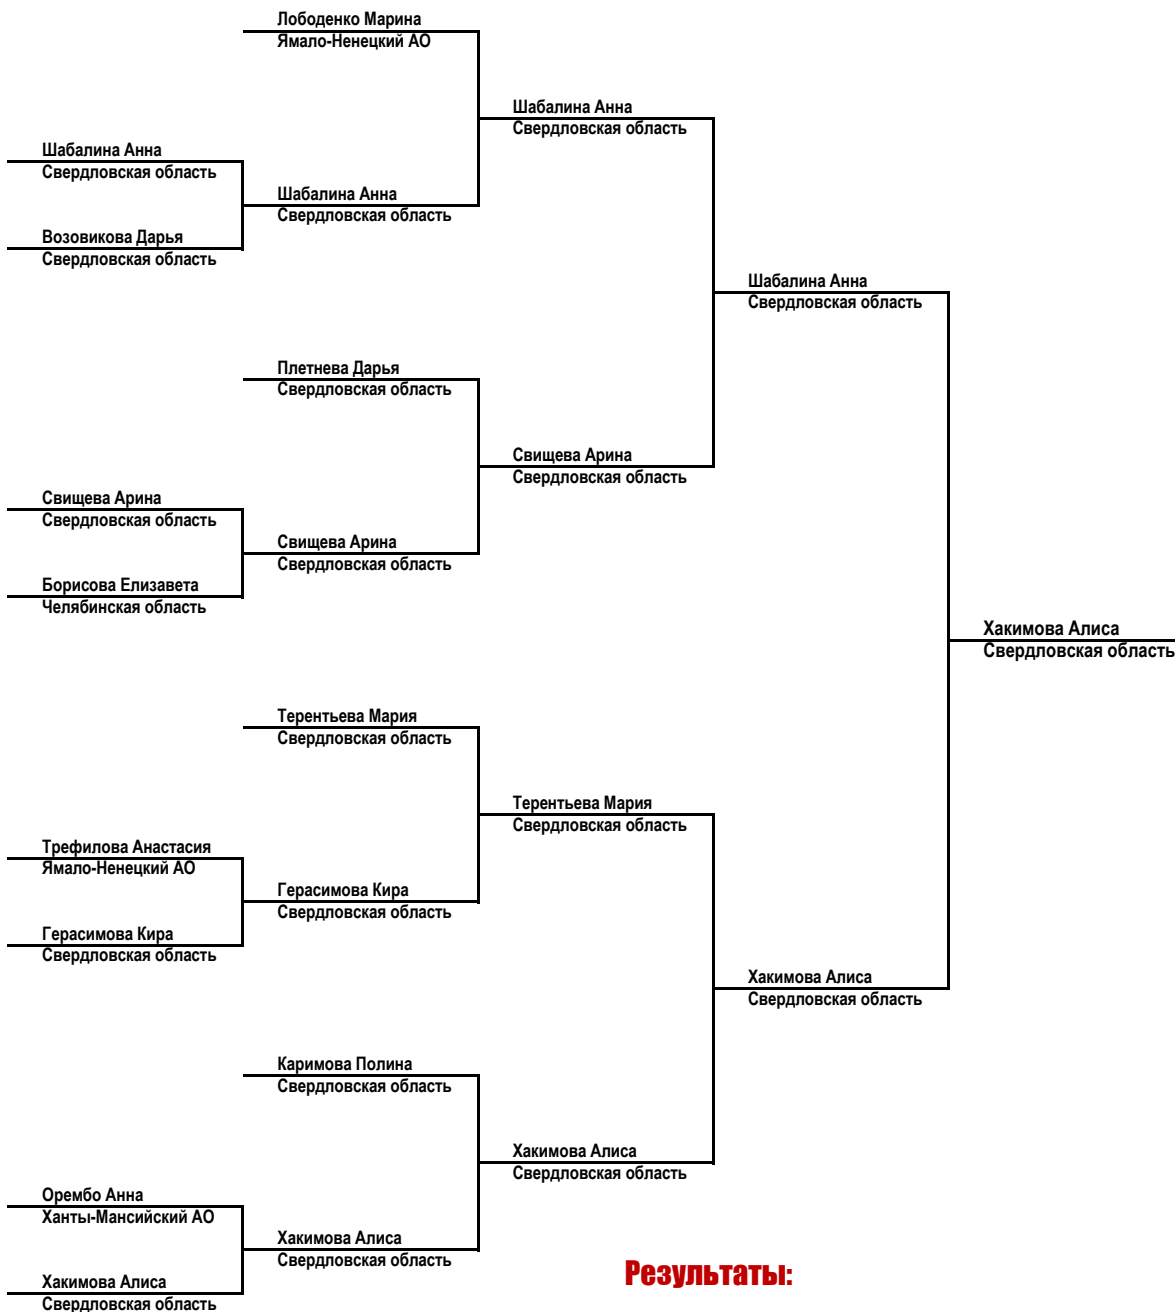 Лободенко Марина
Ямало-Ненецкий АО
Шабалина Анна
Свердловская область
Шабалина Анна
Свердловская область
Шабалина Анна
Свердловская область
Возовикова Дарья
Свердловская область
Шабалина Анна
Свердловская область
Плетнева Дарья
Свердловская область
Свищева Арина
Свердловская область
Свищева Арина
Свердловская область
Свищева Арина
Свердловская область
Борисова Елизавета
Челябинская область
Хакимова Алиса
Свердловская область
Терентьева Мария
Свердловская область
Терентьева Мария
Свердловская область
Трефилова Анастасия
Ямало-Ненецкий АО
Герасимова Кира
Свердловская область
Герасимова Кира
Свердловская область
Хакимова Алиса
Свердловская область
Каримова Полина
Свердловская область
Хакимова Алиса
Свердловская область
Орембо Анна
Ханты-Мансийский АО
Хакимова Алиса
Свердловская область
Хакимова Алиса
Свердловская область
Результаты: